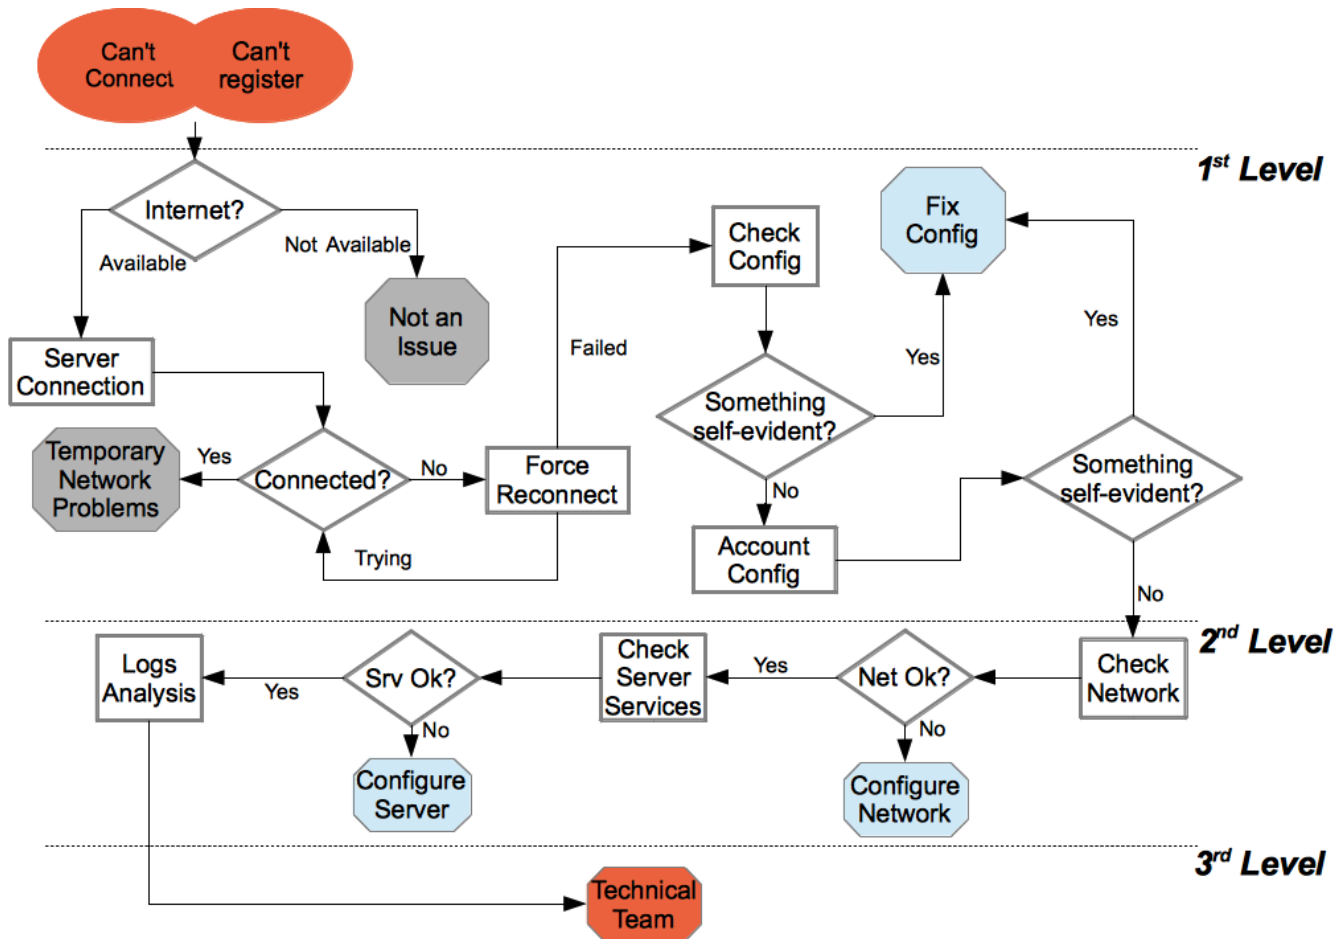 Can't
Connect
Can't
register
1st Level
Internet?
Available
Not Available
Not an
Issue
Server
Connection
Temporary
Network
Problems
Yes
Connected?
No
Force
Reconnect
Trying
Failed
Check
Config
Fix
Config
Something
self-evident?
Yes
No
Account
Config
Something
self-evident?
Yes
No
2nd Level
Check
Network
Net Ok?
No
Configure
Network
Yes
Check
Server
Services
Srv Ok?
No
Configure
Server
Yes
Logs
Analysis
3rd Level
Technical
Team